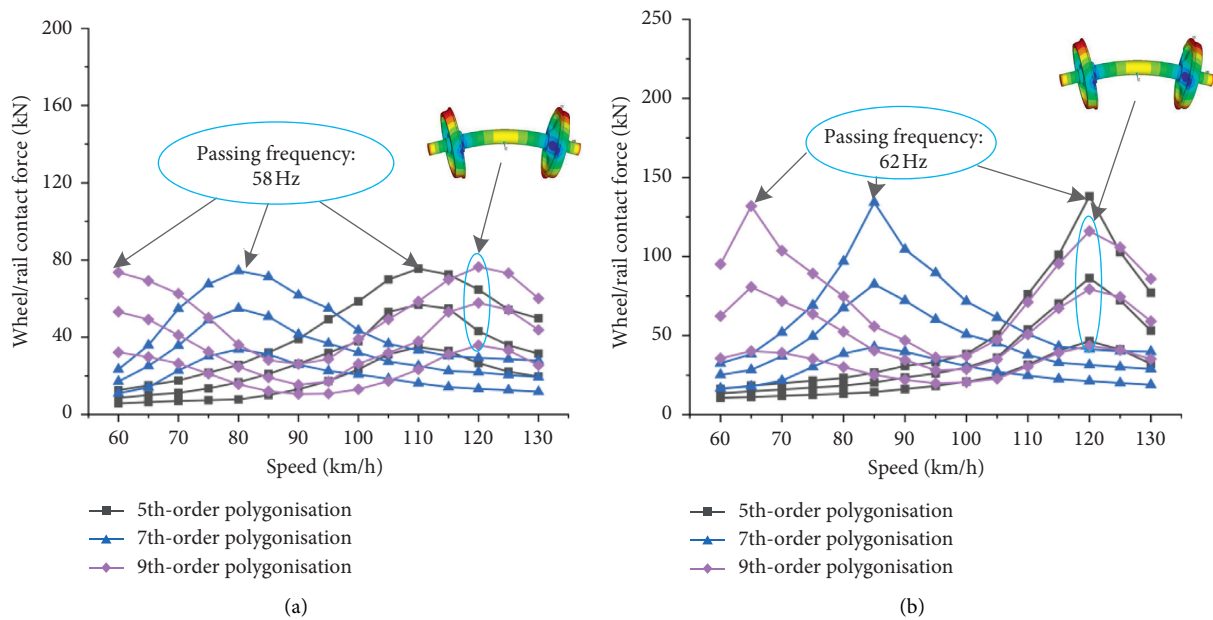 (a)
Wheel/rail contact force (kN)
200
160
120
80
40
0
60 70 80 90 100 110 120 130
Speed (km/h)
Passing frequency:
58 Hz
5th-order polygonisation
7th-order polygonisation
9th-order polygonisation
(a)
(b)
Wheel/rail contact force (kN)
250
200
150
100
50
0
60 70 80 90 100 110 120 130
Speed (km/h)
Passing frequency:
62 Hz
5th-order polygonisation
7th-order polygonisation
9th-order polygonisation
(b)